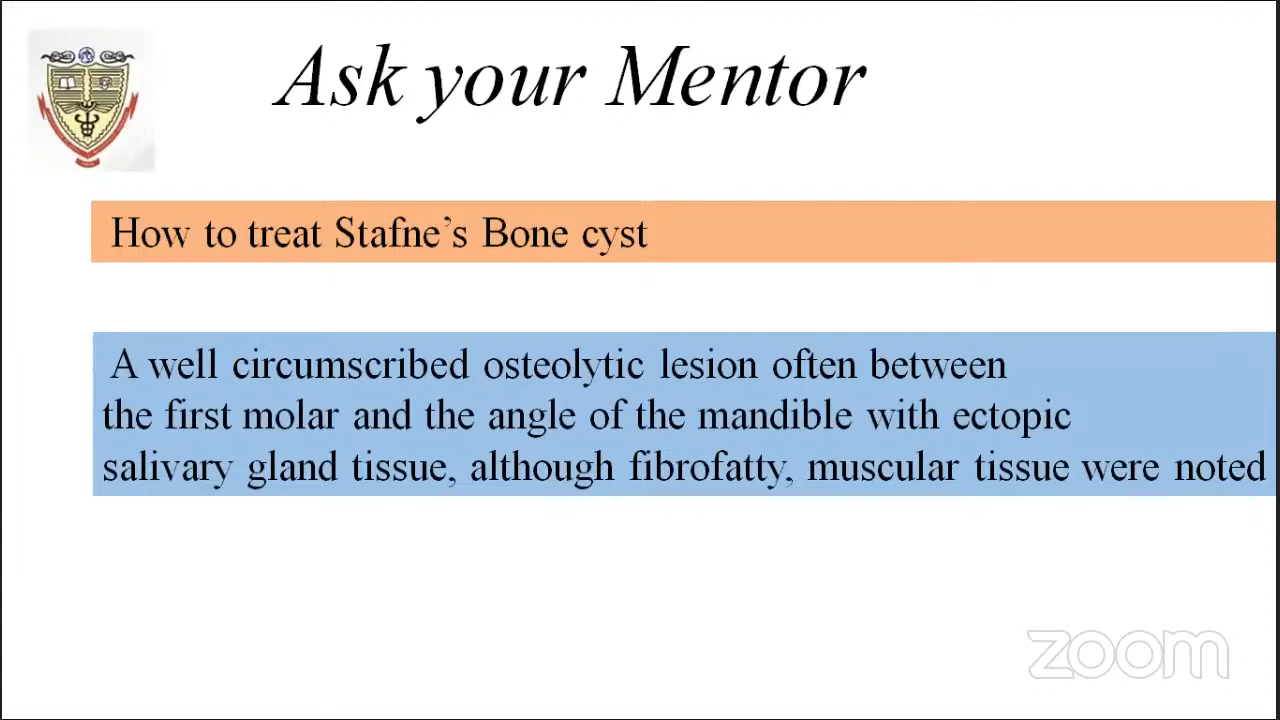 Ask your Mentor
How to treat Stafne’s Bone cyst
A well circumscribed osteolytic lesion often between
the first molar and the angle of the mandible with ectopic
salivary gland tissue, although fibrofatty, muscular tissue were noted
zoom